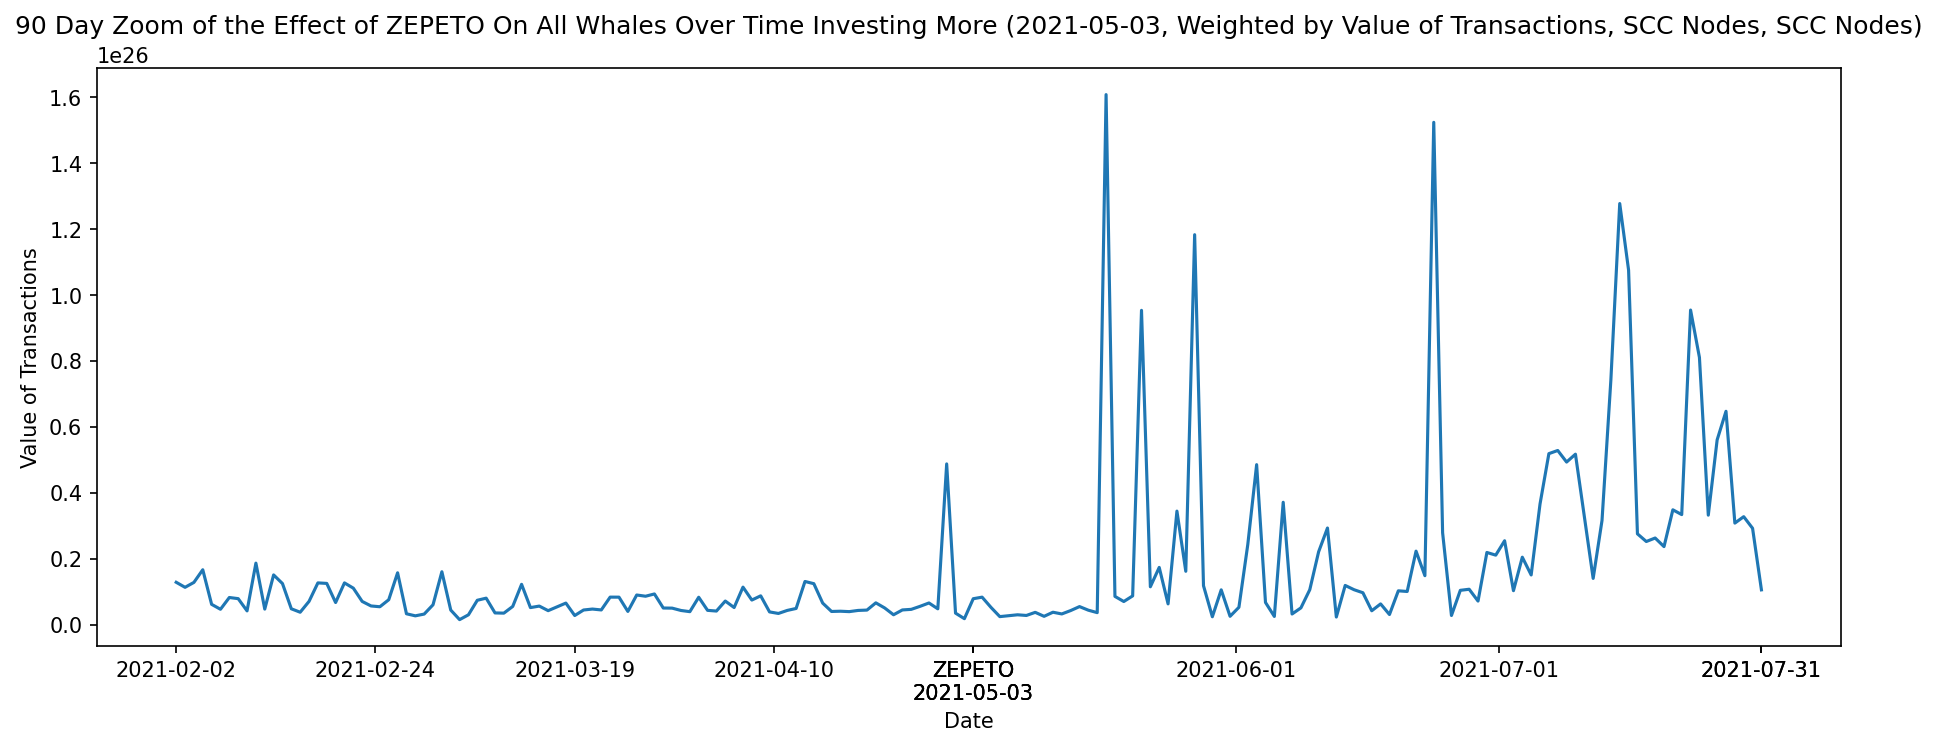 90 Day Zoom of the Effect of ZEPETO On All Whales Over Time Investing More (2021-05-03, Weighted by Value of Transactions, SCC Nodes, SCC Nodes)
1e26
1.6
1.4
1.2
1.0
0.8
0.6
0.4
0.2
0.0
Value of Transactions
2021-02-02 2021-02-24 2021-03-19 2021-04-10 ZEPETO 2021-06-01 2021-07-01 2021-07-31
2021-05-03
Date